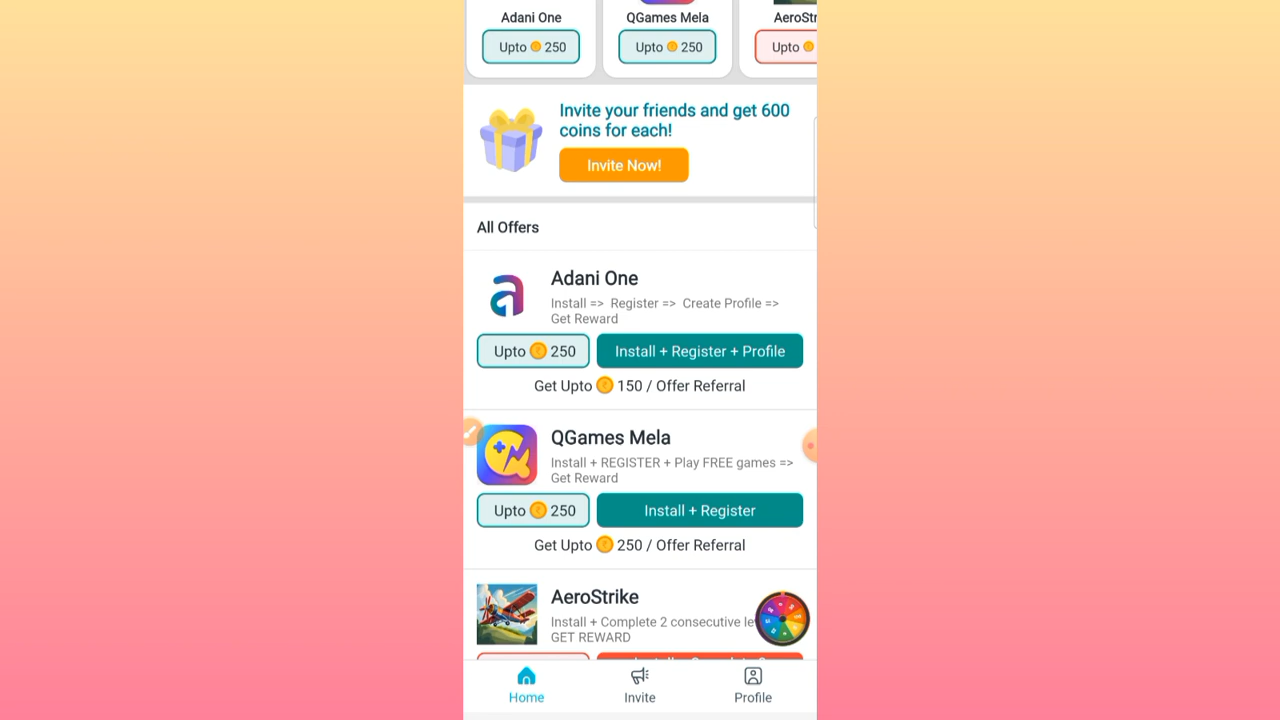 Adani One
QGames Mela
AeroStr
Upto 250
Upto 250
Upto
Invite your friends and get 600
coins for each!
Invite Now!
All Offers
Adani One
Install => Register => Create Profile =>
Get Reward
Upto 250
Install + Register + Profile
Get Upto 150 / Offer Referral
QGames Mela
Install + REGISTER + Play FREE games =>
Get Reward
Upto 250
Install + Register
Get Upto 250 / Offer Referral
AeroStrike
Install + Complete 2 consecutive le
GET REWARD
Home
Invite
Profile